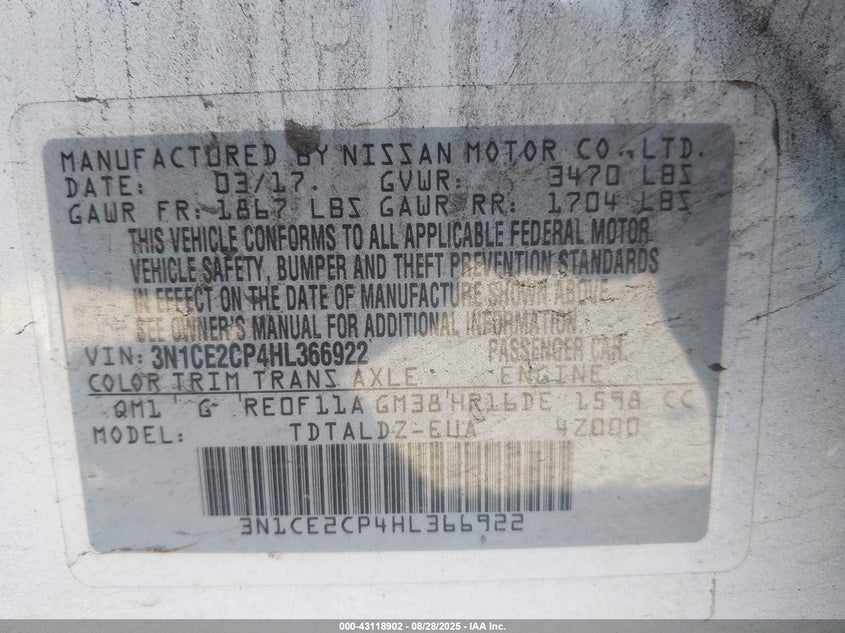 MANUFACTURED BY NISSAN MOTOR CO., LTD.
DATE: 03/17. GVWR: 3470 LBS
GAWR FR: 1867 LBS GAWR RR: 1704 LBS
THIS VEHICLE CONFORMS TO ALL APPLICABLE FEDERAL MOTOR
VEHICLE SAFETY, BUMPER AND THEFT PREVENTION STANDARDS
IN EFFECT ON THE DATE OF MANUFACTURE SHOWN ABOVE.
SEE OWNER'S MANUAL FOR ADDITIONAL INFORMATION.
VIN: 3N1CE2CP4HL366922 PASSENGER CAR.
COLOR TRIM TRANS AXLE ENGINE
QM1 G RE0F11A GM38 HR16DE 1598 CC
MODEL: TDTALDZ-EUA 4Z000
3N1CE2CP4HL366922
000-43118902 - 08/28/2025 - IAA Inc.